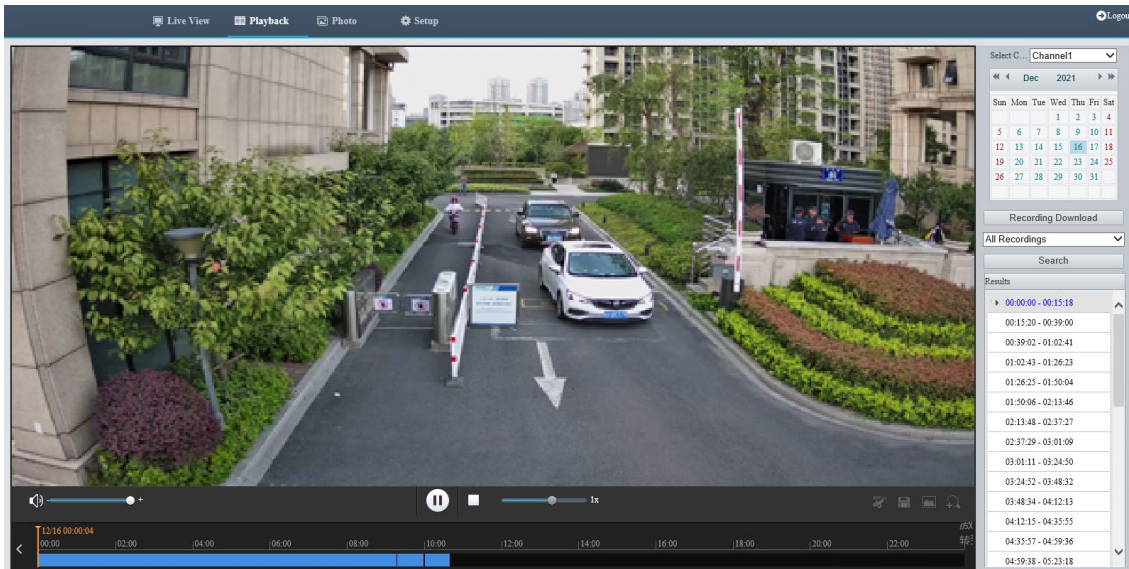 Live View Playback Photo Setup Logou
Select C... Channel1
Dec 2021
Sun Mon Tue Wed Thu Fri Sat
1 2 3 4
5 6 7 8 9 10 11
12 13 14 15 16 17 18
19 20 21 22 23 24 25
26 27 28 29 30 31
Recording Download
All Recordings
Search
Results
00:00:00 - 00:15:18
00:15:20 - 00:39:00
00:39:02 - 01:02:41
01:02:43 - 01:26:23
01:26:25 - 01:50:04
01:50:06 - 02:13:46
02:13:48 - 02:37:27
02:37:29 - 03:01:09
03:01:11 - 03:24:50
03:24:52 - 03:48:32
03:48:34 - 04:12:13
04:12:15 - 04:35:55
04:35:57 - 04:59:36
04:59:38 - 05:23:18
+
1x
12/16 00:00:04
00:00 02:00 04:00 06:00 08:00 10:00 12:00 14:00 16:00 18:00 20:00 22:00